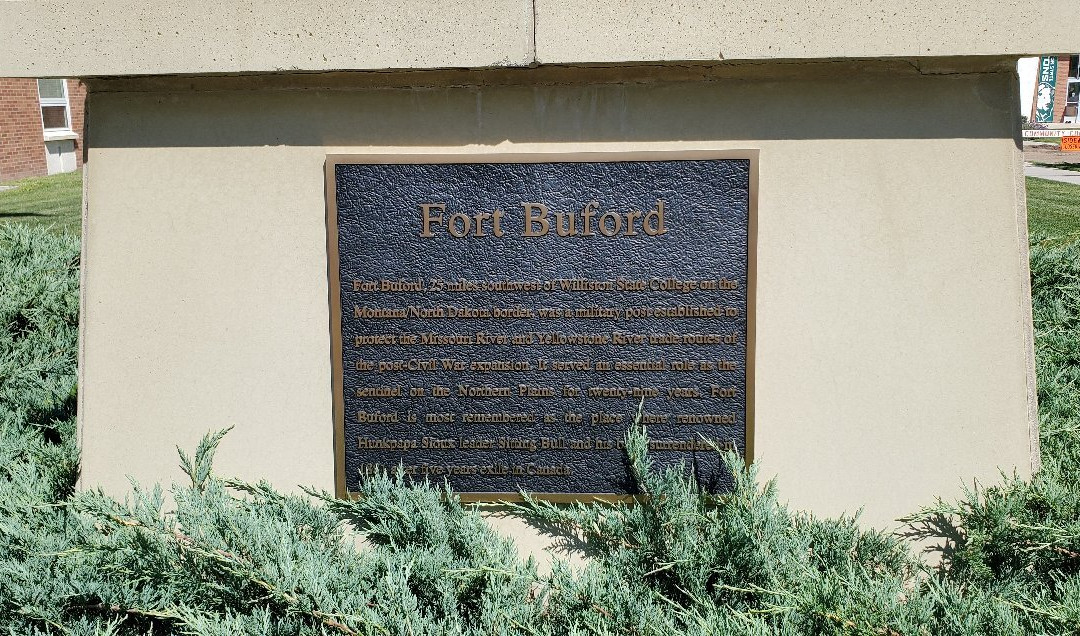 Fort Buford
Fort Buford, 25 miles southwest of Williston State College on the
Montana/North Dakota border, was a military post established to
protect the Missouri River and Yellowstone River trade routes of
the post-Civil War expansion. It served an essential role as the
sentinel on the Northern Plains for twenty-nine years. Fort
Buford is most remembered as the place where renowned
Hunkpapa Sioux leader Sitting Bull and his surrendered
five years exile in Canada.
COMMUNITY